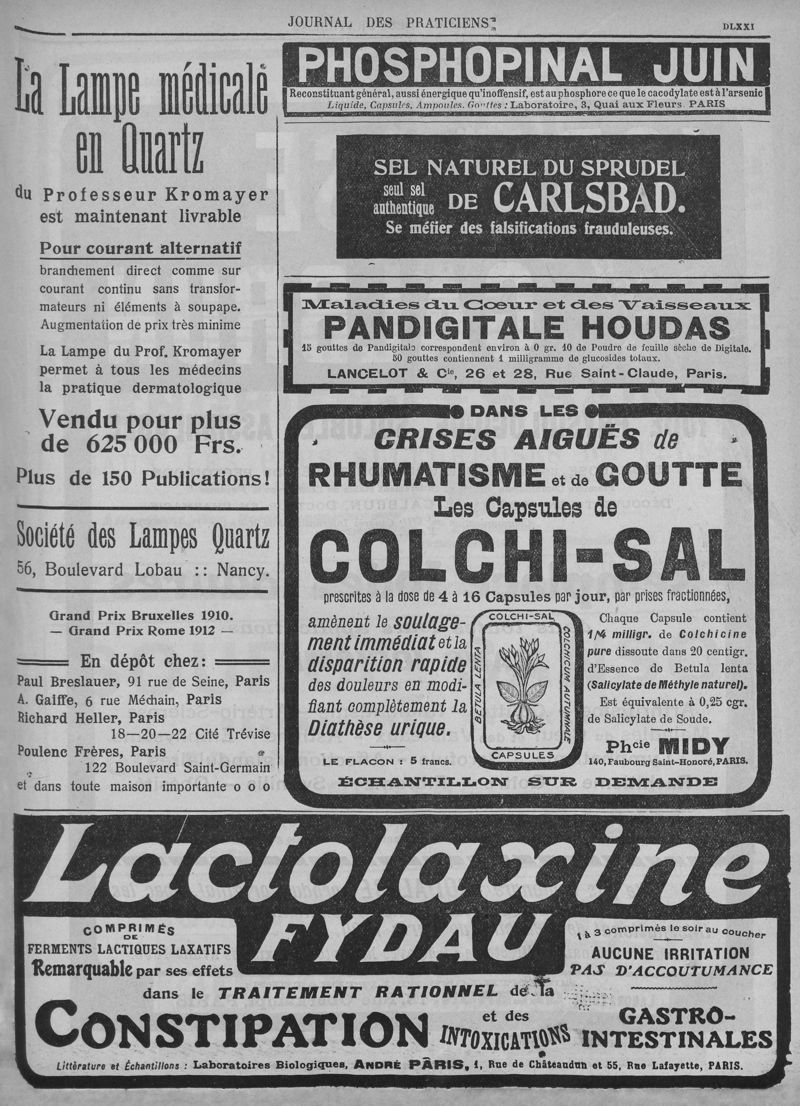 JOURNAL DES PRATICIENS
DLXXI
La Lampe médicale
en Quartz
du Professeur Kromayer
est maintenant livrable
Pour courant alternatif
branchement direct comme sur
courant continu sans transfor-
mateurs ni éléments à soupape.
Augmentation de prix très minime
La Lampe du Prof. Kromayer
permet à tous les médecins
la pratique dermatologique
Vendu pour plus
de 625 000 Frs.
Plus de 150 Publications!
Société des Lampes Quartz
56, Boulevard Lobau :: Nancy.
Grand Prix Bruxelles 1910.
— Grand Prix Rome 1912 —
En dépôt chez:
Paul Breslauer, 91 rue de Seine, Paris
A. Gaiffe, 6 rue Méchain, Paris
Richard Heller, Paris
18—20—22 Cité Trévise
Poulenc Frères, Paris
122 Boulevard Saint-Germain
et dans toute maison importante o o o
PHOSPHOPINAL JUIN
Reconstituant général, aussi énergique qu'inoffensif, est au phosphore ce que le cacodylate est à l'arsenic
Liquide, Capsules, Ampoules, Gouttes : Laboratoire, 3, Quai aux Fleurs. PARIS
SEL NATUREL DU SPRUDEL
seul sel
authentique
DE CARLSBAD.
Se méfier des falsifications frauduleuses.
Maladies du Cœur et des Vaisseaux
PANDIGITALE HOUDAS
15 gouttes de Pandigitale correspondent environ à 0 gr. 10 de Poudre de feuille sèche de Digitale.
50 gouttes contiennent 1 milligramme de glucosides totaux.
LANCELOT & Cie, 26 et 28, Rue Saint-Claude, Paris.
DANS LES
CRISES AIGUËS de
RHUMATISME et de GOUTTE
Les Capsules de
COLCHI-SAL
prescrites à la dose de 4 à 16 Capsules par jour, par prises fractionnées,
amènent le soulage-
ment immédiat et la
disparition rapide
des douleurs en modi-
fiant complètement la
Diathèse urique.
LE FLACON : 5 francs.
COLCHI-SAL
BETULA LENTA
COLCHICUM AUTUMNALE
CAPSULES
Chaque Capsule contient
1/4 milligr. de Colchicine
pure dissoute dans 20 centigr.
d'Essence de Betula lenta
(Salicylate de Méthyle naturel).
Est équivalente à 0,25 cgr.
de Salicylate de Soude.
Phcie MIDY
140, Faubourg Saint-Honoré, PARIS.
ÉCHANTILLON SUR DEMANDE
Lactolaxine
FYDAU
COMPRIMÉS
DE
FERMENTS LACTIQUES LAXATIFS
Remarquable par ses effets
1 à 3 comprimés le soir au coucher
AUCUNE IRRITATION
PAS D'ACCOUTUMANCE
dans le TRAITEMENT RATIONNEL de la
CONSTIPATION
et des
INTOXICATIONS
GASTRO-
INTESTINALES
Littérature et Échantillons : Laboratoires Biologiques, ANDRÉ PÂRIS, 1, Rue de Châteaudun et 55, Rue Lafayette, PARIS.